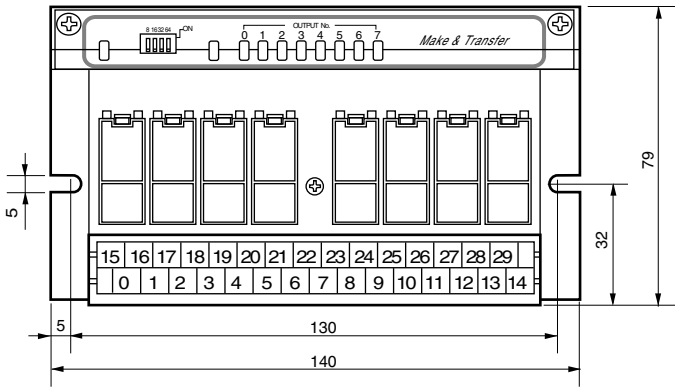 OUTPUT No.
8 16 32 64 ON
0 1 2 3 4 5 6 7
Make & Transfer
79
5
32
15 16 17 18 19 20 21 22 23 24 25 26 27 28 29
0 1 2 3 4 5 6 7 8 9 10 11 12 13 14
5
130
140